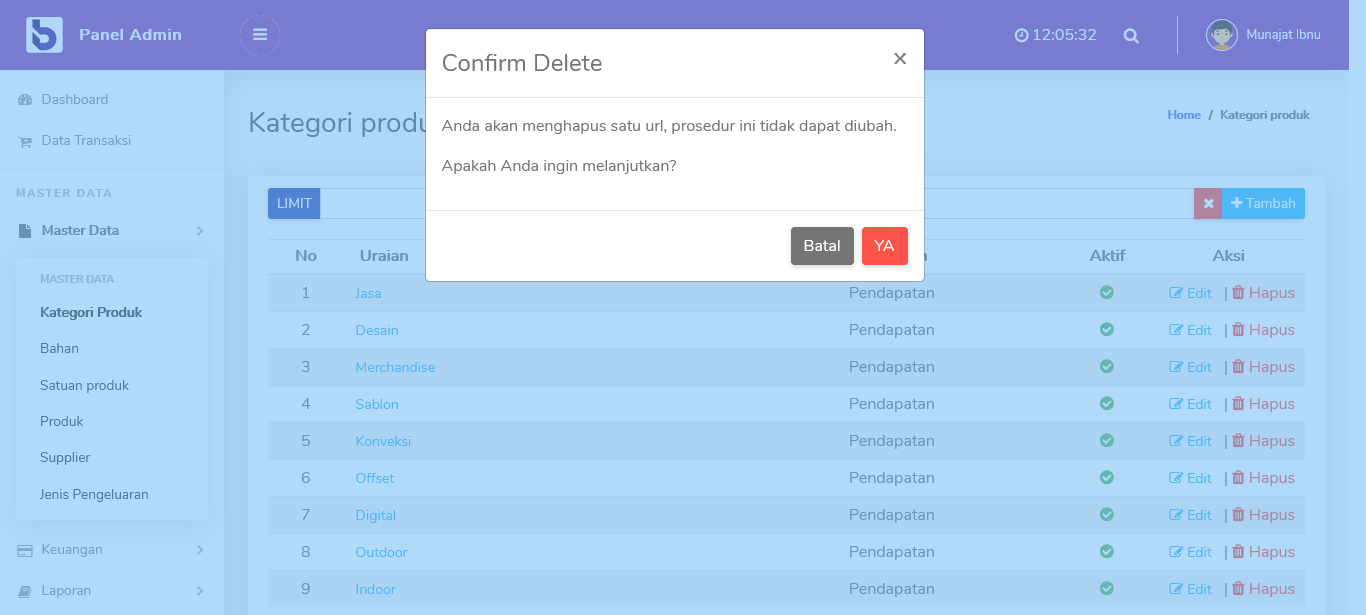 Panel Admin
12:05:32
Munajat Ibnu
Confirm Delete
×
Anda akan menghapus satu url, prosedur ini tidak dapat diubah.
Apakah Anda ingin melanjutkan?
Batal YA
Dashboard
Data Transaksi
MASTER DATA
Master Data
MASTER DATA
Kategori Produk
Bahan
Satuan produk
Produk
Supplier
Jenis Pengeluaran
Keuangan
Laporan
Home / Kategori produk
LIMIT
Tambah
No Uraian Aktif Aksi
1 Jasa Pendapatan Edit | Hapus
2 Desain Pendapatan Edit | Hapus
3 Merchandise Pendapatan Edit | Hapus
4 Sablon Pendapatan Edit | Hapus
5 Konveksi Pendapatan Edit | Hapus
6 Offset Pendapatan Edit | Hapus
7 Digital Pendapatan Edit | Hapus
8 Outdoor Pendapatan Edit | Hapus
9 Indoor Pendapatan Edit | Hapus